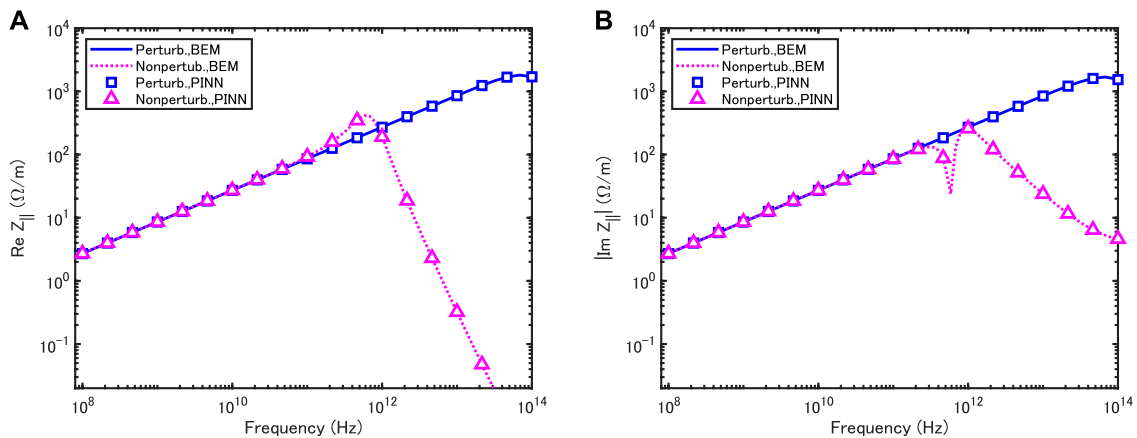 A
Perturb.,BEM
Nonpertub.,BEM
Perturb.,PINN
Nonperturb.,PINN
10^4
10^3
10^2
10^1
10^0
10^-1
Re Z_|| (Ω/m)
10^8
10^10
10^12
10^14
Frequency (Hz)
B
Perturb.,BEM
Nonpertub.,BEM
Perturb.,PINN
Nonperturb.,PINN
10^4
10^3
10^2
10^1
10^0
10^-1
|Im Z_||| (Ω/m)
10^8
10^10
10^12
10^14
Frequency (Hz)